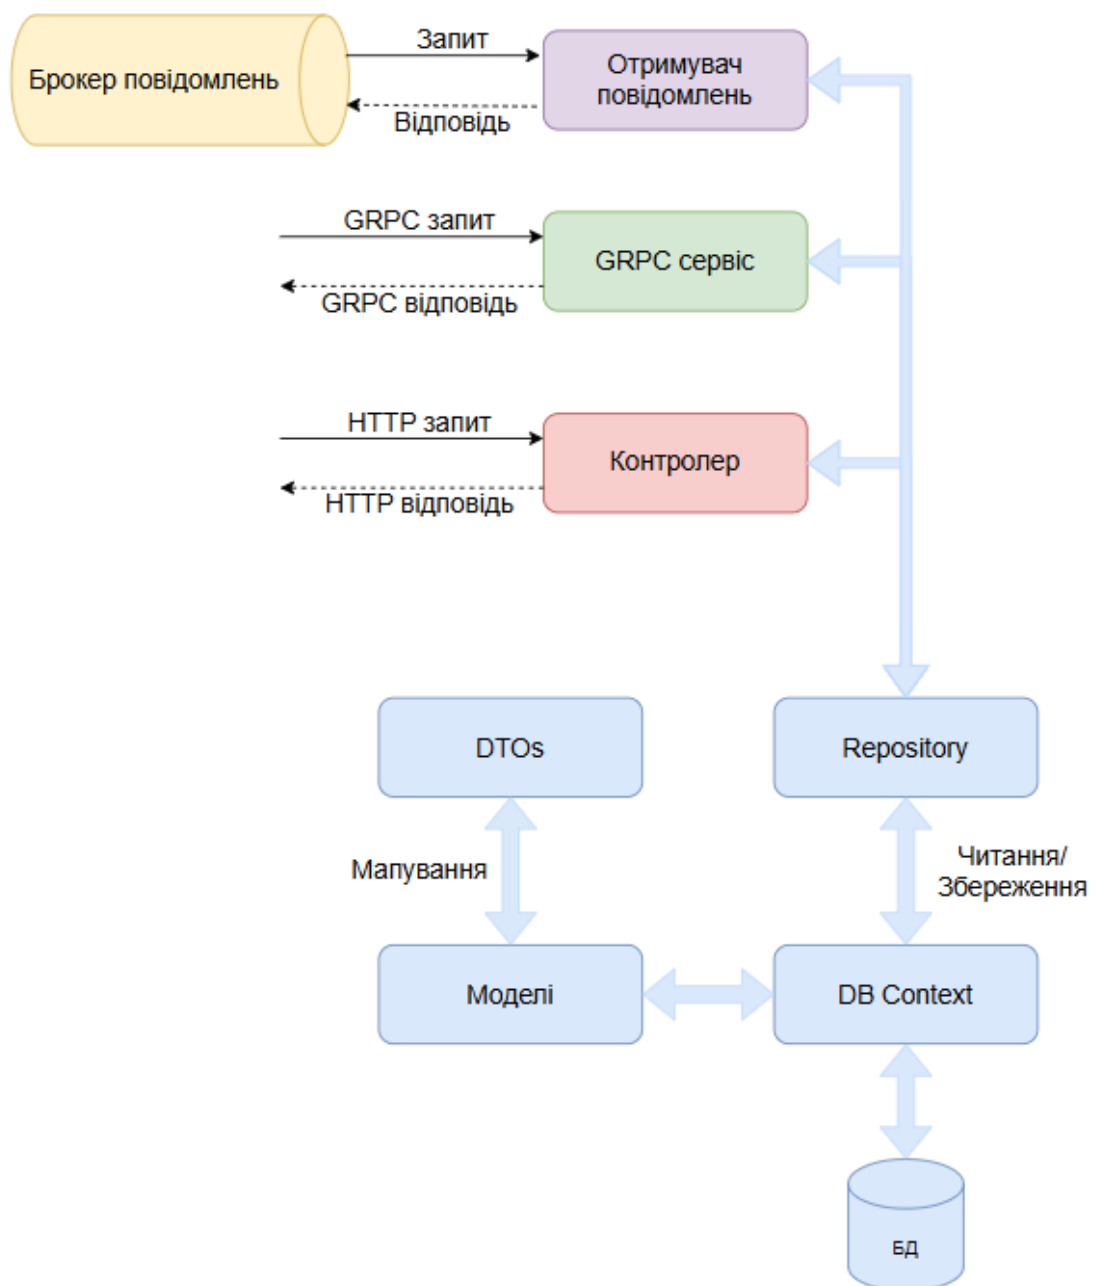 Запит
Брокер повідомлень
Отримувач
повідомлень
Відповідь
GRPC запит
GRPC сервіс
GRPC відповідь
HTTP запит
Контролер
HTTP відповідь
DTOs
Repository
Мапування
Читання/
Збереження
Моделі
DB Context
БД